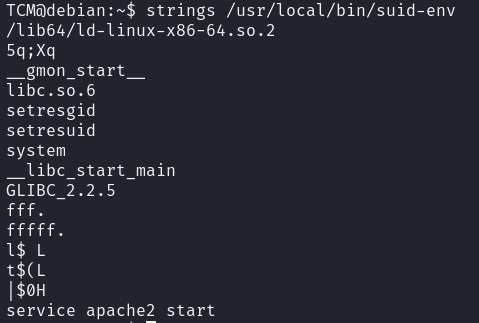 TCM@debian:~$ strings /usr/local/bin/suid-env
/lib64/ld-linux-x86-64.so.2
5q;Xq
__gmon_start__
libc.so.6
setresgid
setresuid
system
__libc_start_main
GLIBC_2.2.5
fff.
fffff.
l$ L
t$(L
|$0H
service apache2 start